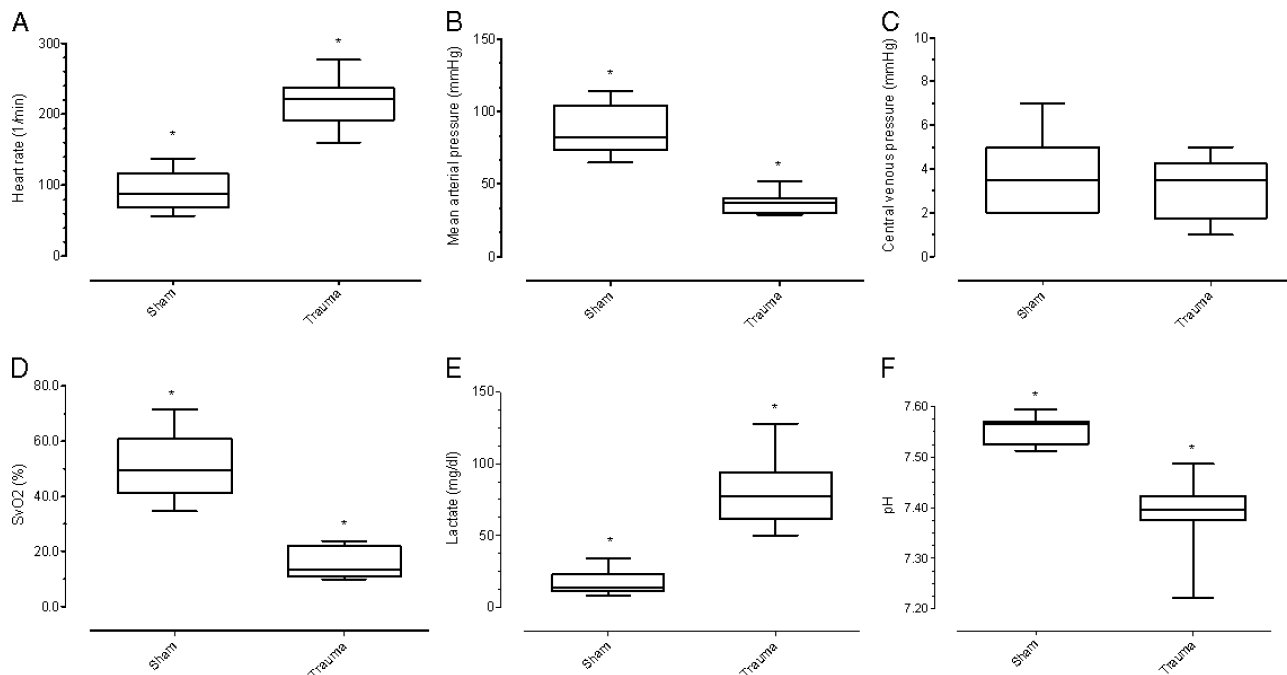 A
Heart rate (1/min)
300
200
100
0
*
*
Sham
Trauma
B
Mean arterial pressure (mmHg)
150
100
50
0
*
*
Sham
Trauma
C
Central venous pressure (mmHg)
10
8
6
4
2
0
Sham
Trauma
D
SvO2 (%)
80.0
60.0
40.0
20.0
0.0
*
*
Sham
Trauma
E
Lactate (mg/dl)
150
100
50
0
*
*
Sham
Trauma
F
pH
7.60
7.50
7.40
7.30
7.20
*
*
Sham
Trauma